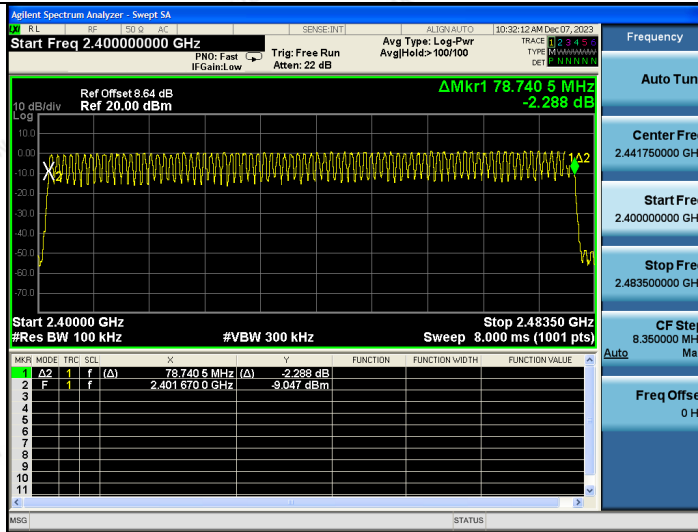 Agilent Spectrum Analyzer - Swept SA
LXI RL RF 50 Ω AC SENSE:INT ALIGN AUTO 10:32:12 AM Dec 07, 2023
Start Freq 2.400000000 GHz
PNO: Fast
IFGain:Low
Trig: Free Run
Atten: 22 dB
Avg Type: Log-Pwr
Avg|Hold:>100/100
TRACE 1 2 3 4 5 6
TYPE M WWWWW
DET P N N N N N
Ref Offset 8.64 dB
Ref 20.00 dBm
10 dB/div
Log
ΔMkr1 78.740 5 MHz
-2.288 dB
10.0
0.00
-10.0
-20.0
-30.0
-40.0
-50.0
-60.0
-70.0
2
1Δ2
Start 2.40000 GHz
Stop 2.48350 GHz
#Res BW 100 kHz
#VBW 300 kHz
Sweep 8.000 ms (1001 pts)
MKR MODE TRC SCL X Y FUNCTION FUNCTION WIDTH FUNCTION VALUE
1 Δ2 1 f (Δ) 78.740 5 MHz (Δ) -2.288 dB
2 F 1 f 2.401 670 0 GHz -9.047 dBm
3
4
5
6
7
8
9
10
11
MSG
STATUS
Frequency
Auto Tun
Center Fre
2.441750000 GH
Start Fre
2.400000000 GH
Stop Fre
2.483500000 GH
CF Step
8.350000 MH
Auto Ma
Freq Offse
0 H